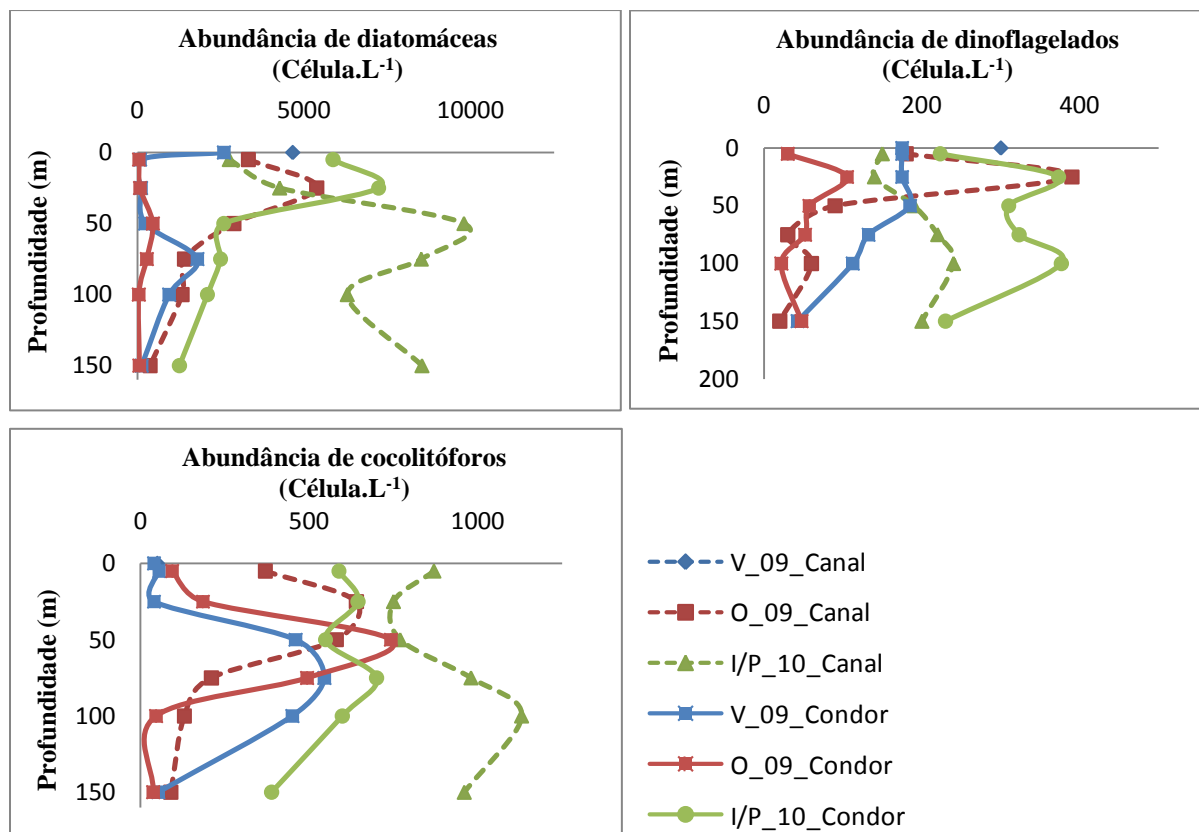 Abundância de diatomáceas
(Célula.L-1)
0 5000 10000
Profundidade (m)
0
50
100
150
Abundância de dinoflagelados
(Célula.L-1)
0 200 400
Profundidade (m)
0
50
100
150
200
Abundância de cocolitóforos
(Célula.L-1)
0 500 1000
Profundidade (m)
0
50
100
150
V_09_Canal
O_09_Canal
I/P_10_Canal
V_09_Condor
O_09_Condor
I/P_10_Condor